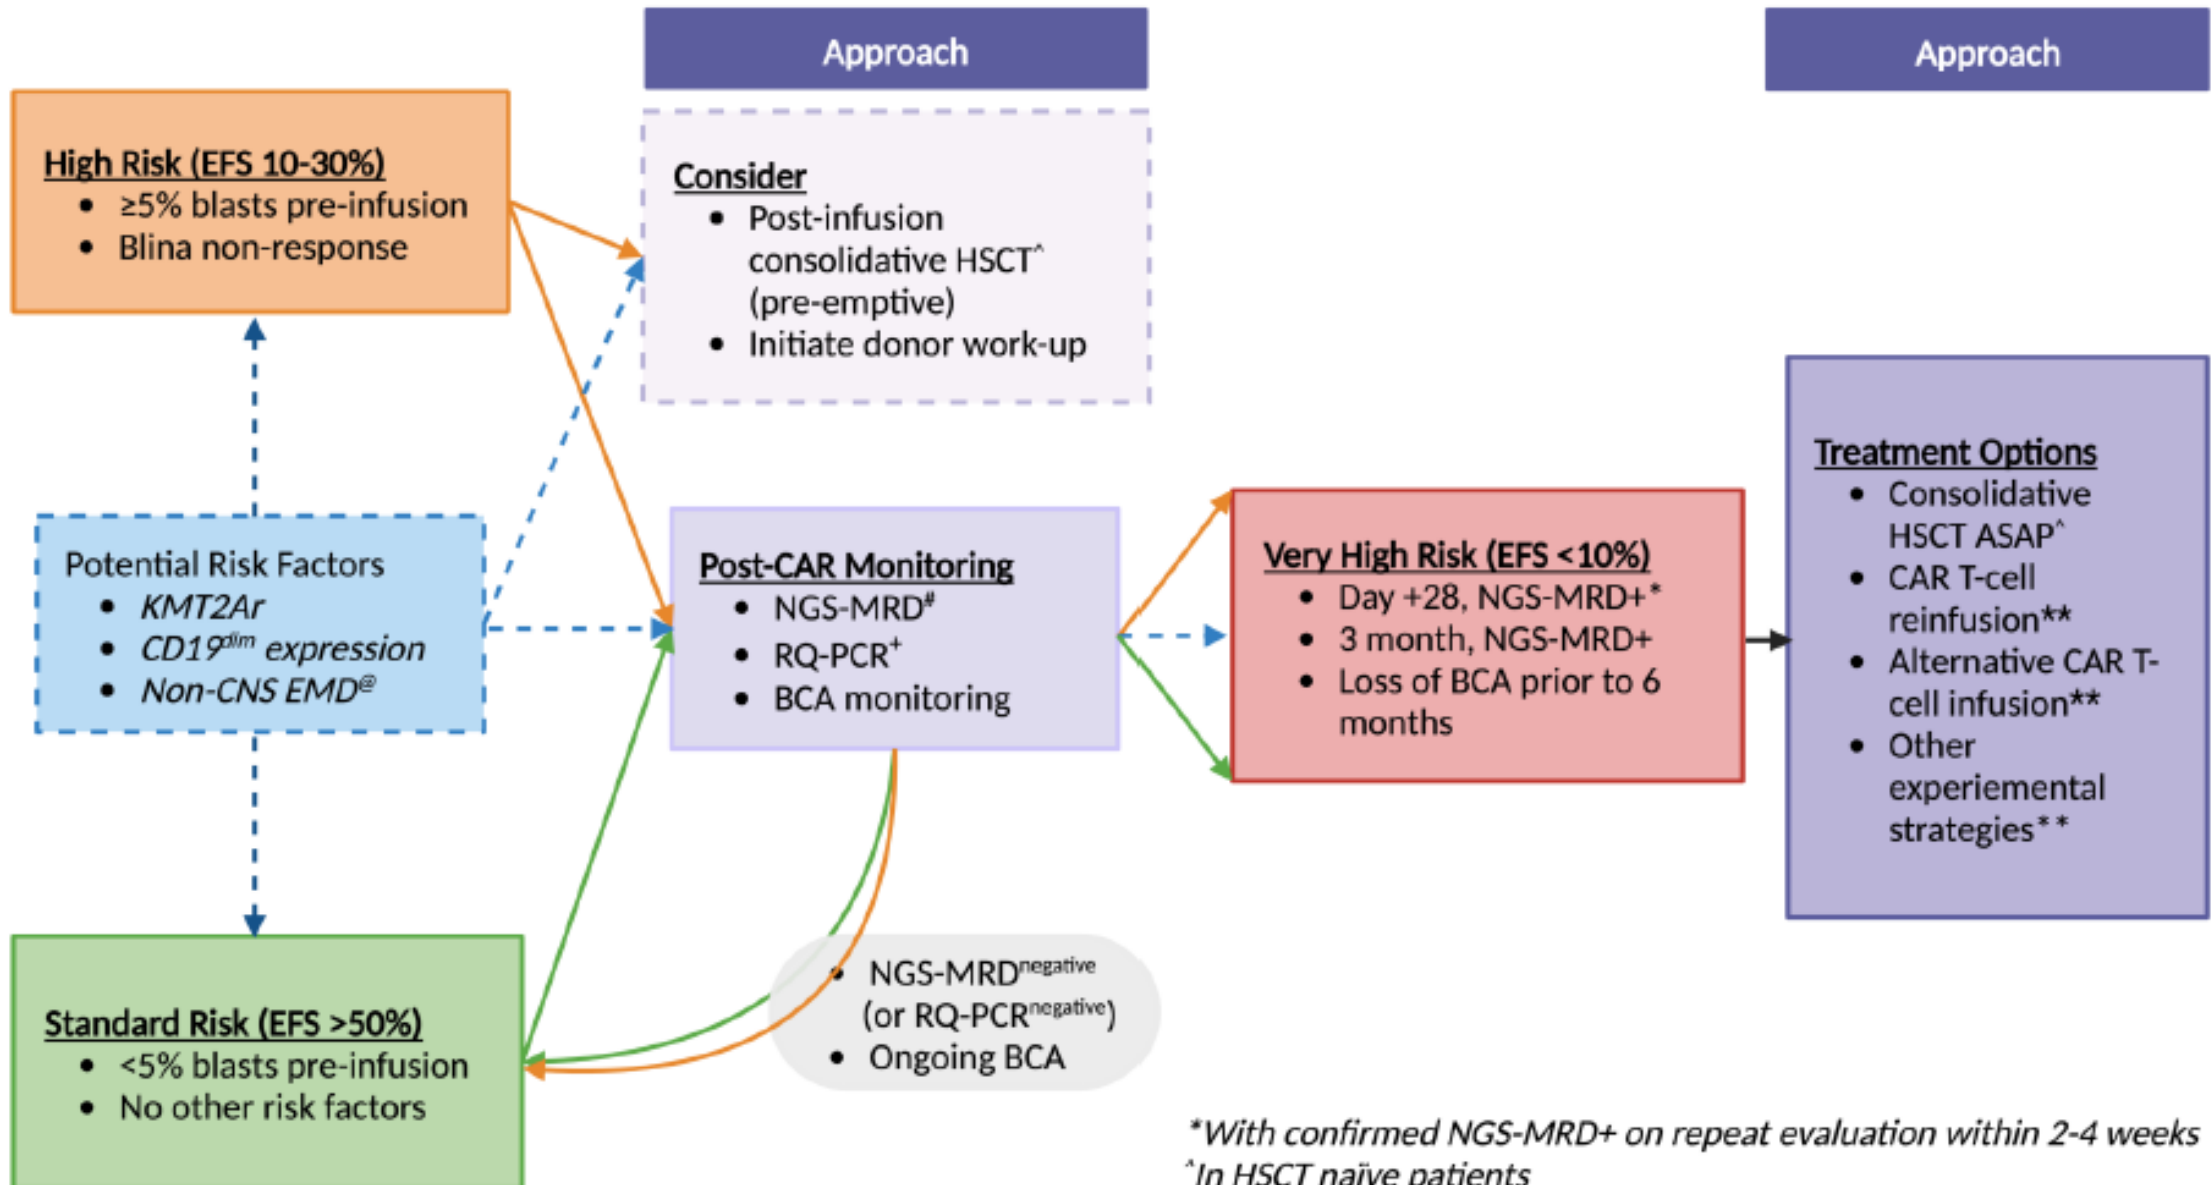 Approach
Approach
High Risk (EFS 10-30%)
• ≥5% blasts pre-infusion
• Blina non-response
Consider
• Post-infusion
consolidative HSCT^
(pre-emptive)
• Initiate donor work-up
Potential Risk Factors
• KMT2Ar
• CD19dim expression
• Non-CNS EMD@
Post-CAR Monitoring
• NGS-MRD#
• RQ-PCR+
• BCA monitoring
Very High Risk (EFS <10%)
• Day +28, NGS-MRD+*
• 3 month, NGS-MRD+
• Loss of BCA prior to 6
months
Treatment Options
• Consolidative
HSCT ASAP^
• CAR T-cell
reinfusion**
• Alternative CAR T-
cell infusion**
• Other
experiemental
strategies**
Standard Risk (EFS >50%)
• <5% blasts pre-infusion
• No other risk factors
• NGS-MRDnegative
(or RQ-PCRnegative)
• Ongoing BCA
*With confirmed NGS-MRD+ on repeat evaluation within 2-4 weeks
^In HSCT naïve patients